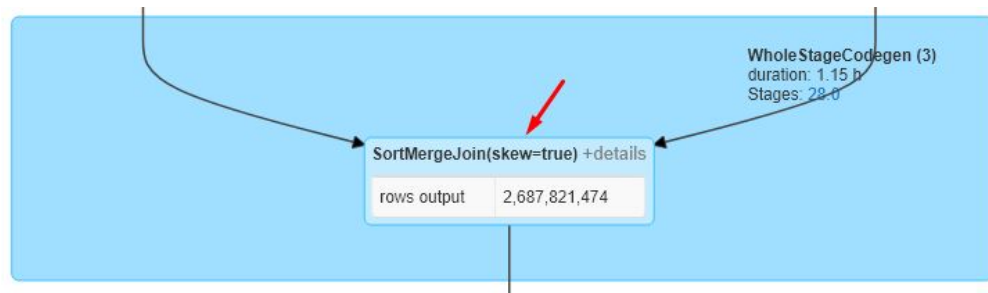 WholeStageCodegen (3)
duration: 1.15 h
Stages: 28.0
SortMergeJoin(skew=true) +details
rows output 2,687,821,474